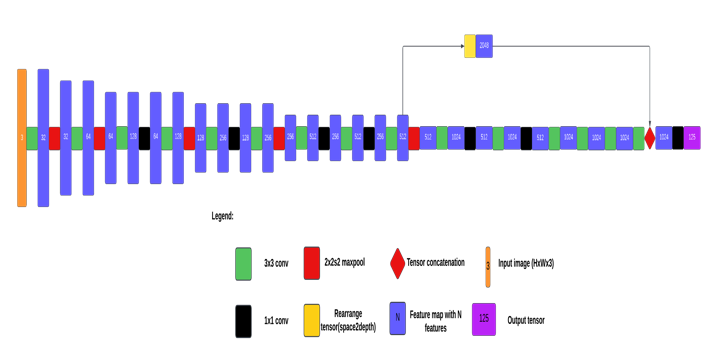 2048
3 32 32 64 64 128 64 128 128 256 128 256 256 512 256 512 256 512 512 1024 512 1024 512 1024 1024 1024 1024 125
Legend:
3x3 conv
2x2s2 maxpool
Tensor concatenation
3
Input image (HxWx3)
1x1 conv
Rearrange
tensor(space2depth)
N
Feature map with N
features
125
Output tensor